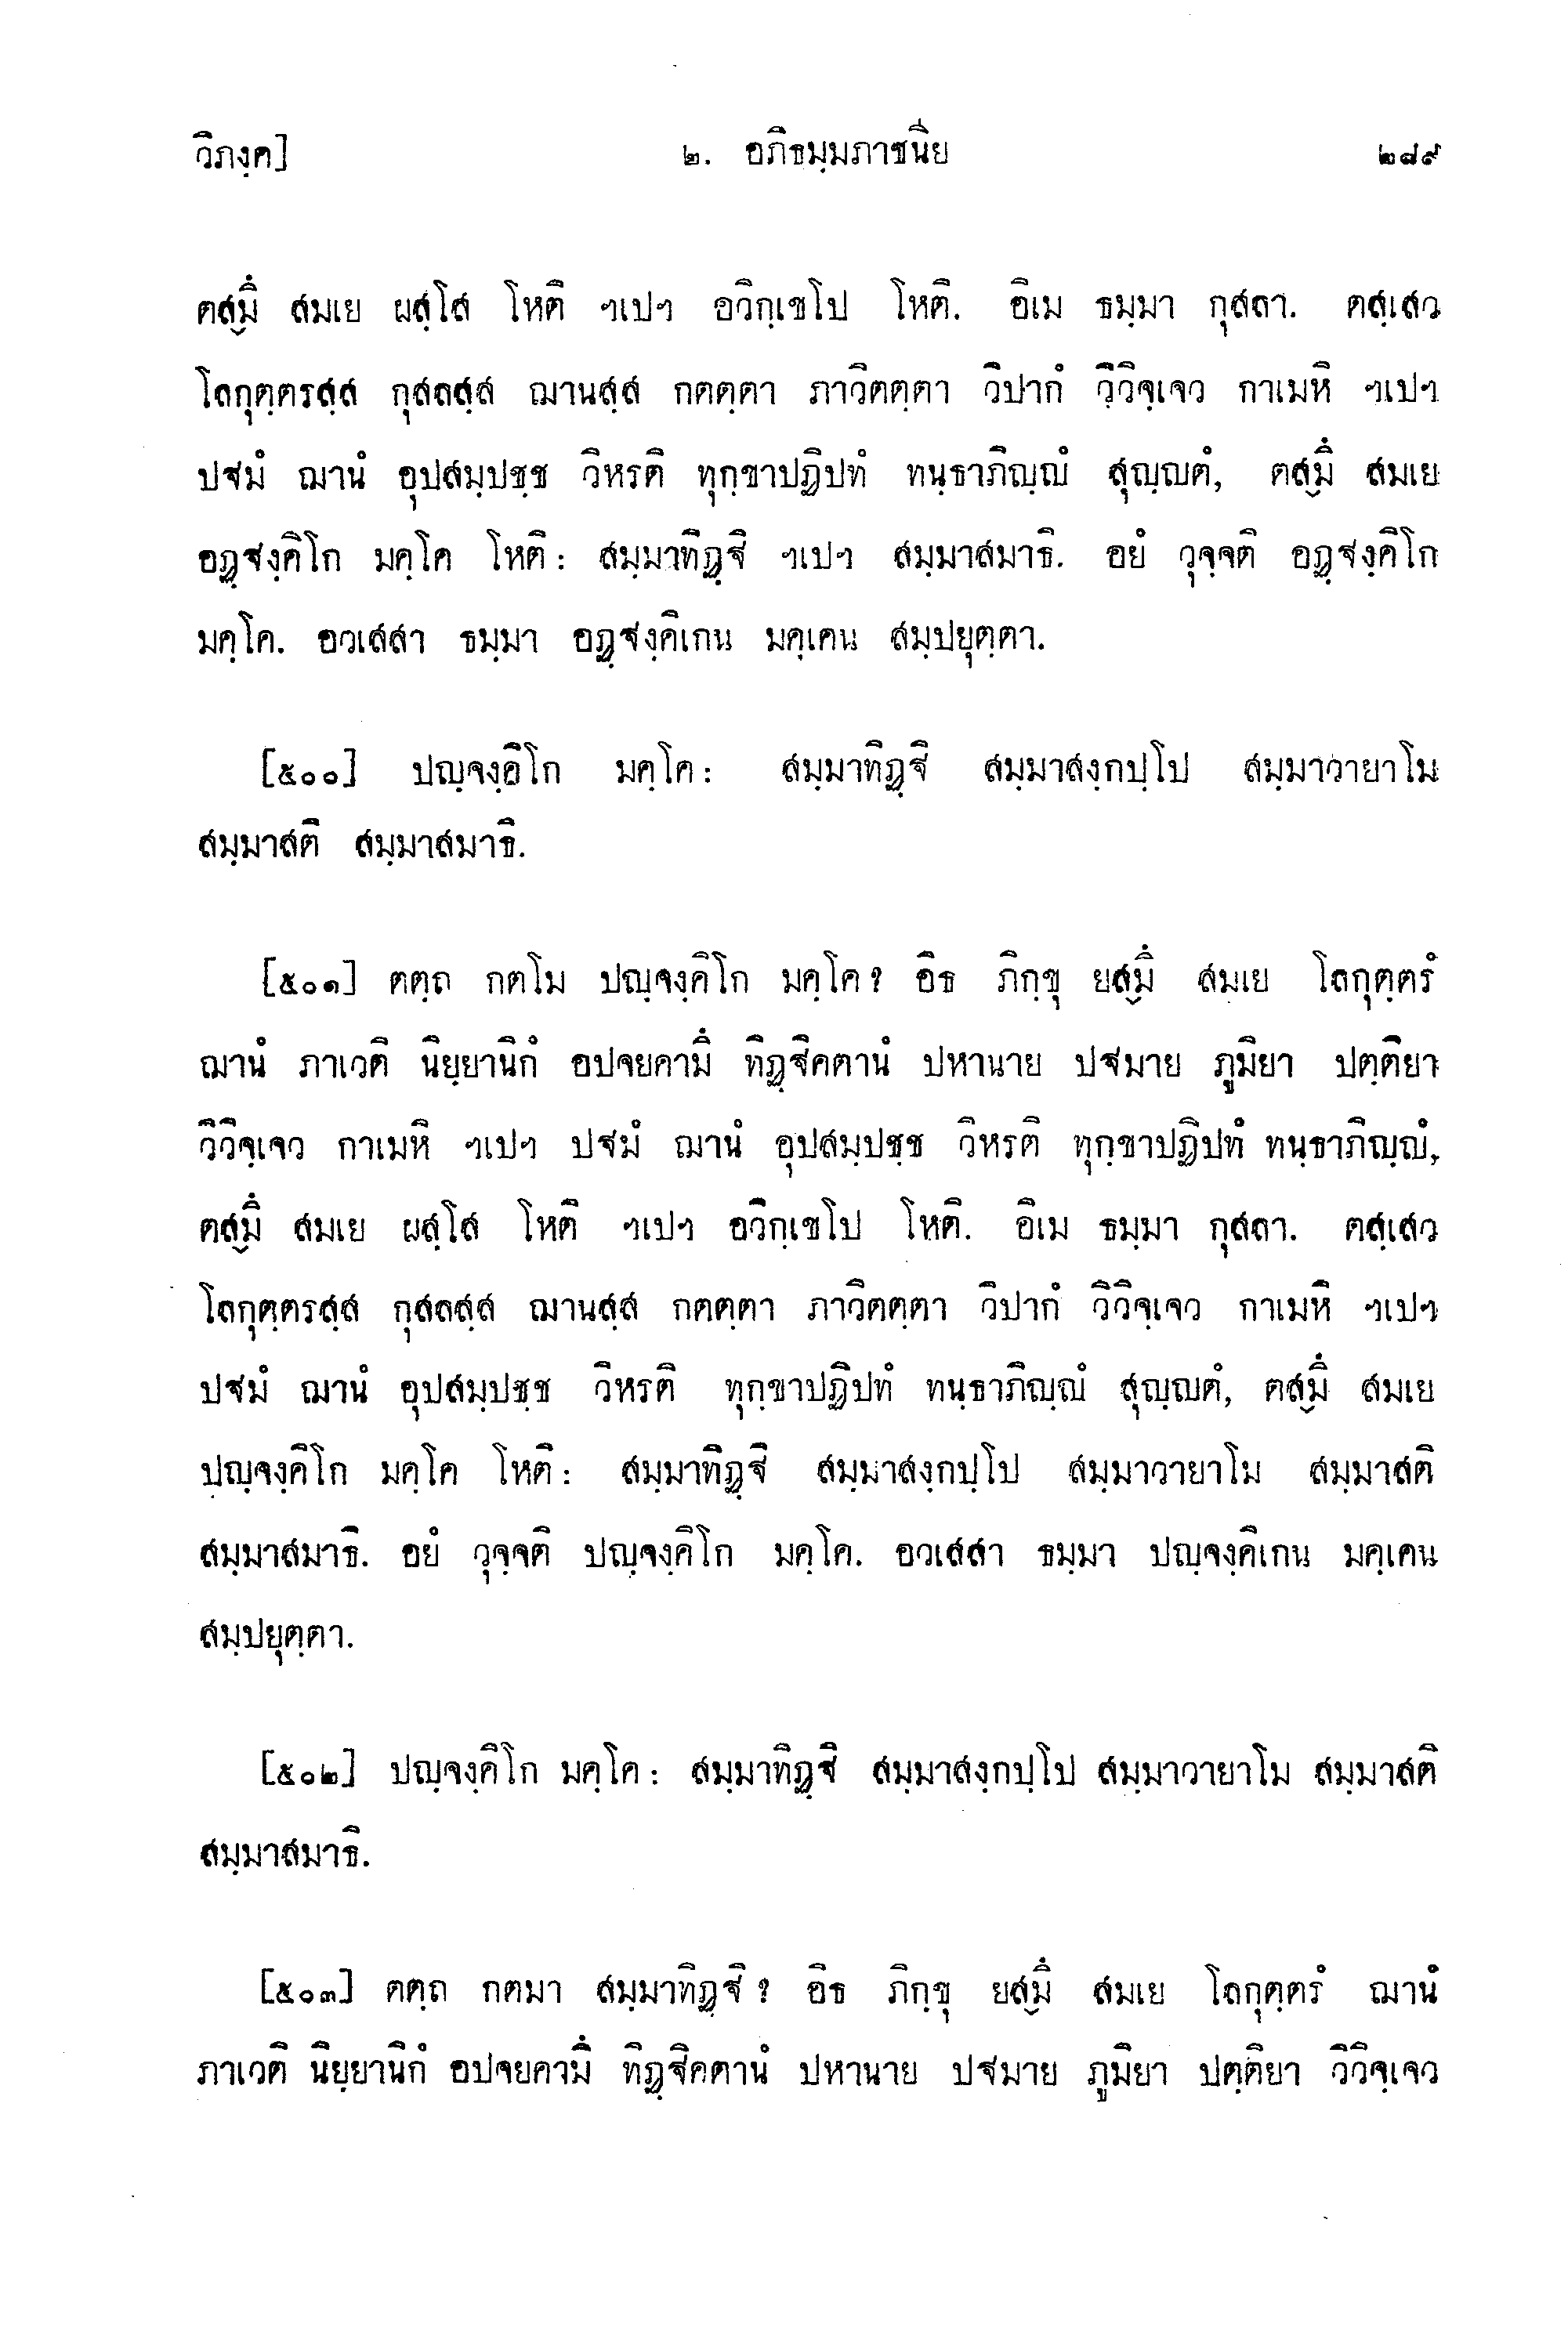 วิภงฺค] ๒. อภิธมฺมภาชนิ่ย ๒๘๙
ตสฺมึ สมเย ผสฺโส โหติ ฯเปฯ อวิกฺเขโป โหติ. อิเม ธมฺมา กุสลา. ตสฺเสว
โลกุตฺตรสฺส กุสลสฺส ฌานสฺส กตตฺตา ภาวิตตฺตา วิปากํ วิวิจฺเจว กาเมหิ ฯเปฯ
ปฐมํ ฌานํ อุปสมฺปชฺช วิหรติ ทุกฺขาปฏิปทํ ทนฺธาภิญฺญํ สุญฺญตํ, ตสฺมึ สมเย
อฏฺฐงฺคิโก มคฺโค โหติ: สมฺมาทิฏฺฐิ ฯเปฯ สมฺมาสมาธิ. อยํ วุจฺจติ อฏฺฐงฺคิโก
มคฺโค. อวเสสา ธมฺมา อฏฺฐงฺคิเกน มคฺเคน สมฺปยุตฺตา.
[๕๐๐] ปญฺจงฺอิโก มคฺโค: สมฺมาทิฏฺฐิ สมฺมาสงฺกปฺโป สมฺมาวายาโม
สมฺมาสติ สมฺมาสมาธิ.
[๕๐๑] ตตฺถ กตโม ปญฺจงฺคิโก มคฺโค? อิธ ภิกฺขุ ยสฺมึ สมเย โลกุตฺตรํ
ฌานํ ภาเวติ นิยฺยานิกํ อปจยคามึ ทิฏฺฐิคตานํ ปหานาย ปฐมาย ภูมิยา ปตฺติยา
วิวิจฺเจว กาเมหิ ฯเปฯ ปฐมํ ฌานํ อุปสมฺปชฺช วิหรติ ทุกฺขาปฏิปทํ ทนฺธาภิญฺญํ,
ตสฺมึ สมเย ผสฺโส โหติ ฯเปฯ อวิกฺเขโป โหติ. อิเม ธมฺมา กุสลา. ตสฺเสว
โลกุตฺตรสฺส กุสลสฺส ฌานสฺส กตตฺตา ภาวิตตฺตา วิปากํ วิวิจฺเจว กาเมหิ ฯเปฯ
ปฐมํ ฌานํ อุปสมฺปชฺช วิหรติ ทุกฺขาปฏิปทํ ทนฺธาภิญฺญํ สุญฺญตํ, ตสฺมึ สมเย
ปญฺจงฺคิโก มคฺโค โหติ: สมฺมาทิฏฺฐิ สมฺมาสงฺกปฺโป สมฺมาวายาโม สมฺมาสติ
สมฺมาสมาธิ. อยํ วุจฺจติ ปญฺจงฺคิโก มคฺโค. อวเสสา ธมฺมา ปญฺจงฺคิเกน มคฺเคน
สมฺปยุตฺตา.
[๕๐๒] ปญฺจงฺคิโก มคฺโค: สมฺมาทิฏฺฐิ สมฺมาสงฺกปฺโป สมฺมาวายาโม สมฺมาสติ
สมฺมาสมาธิ.
[๕๐๓] ตตฺถ กตมา สมฺมาทิฏฺฐิ? อิธ ภิกฺขุ ยสฺมึ สมเย โลกุตฺตรํ ฌานํ
ภาเวติ นิยฺยานิกํ อปจยคามึ ทิฏฺฐิคตานํ ปหานาย ปฐมาย ภูมิยา ปตฺติยา วิวิจฺเจว